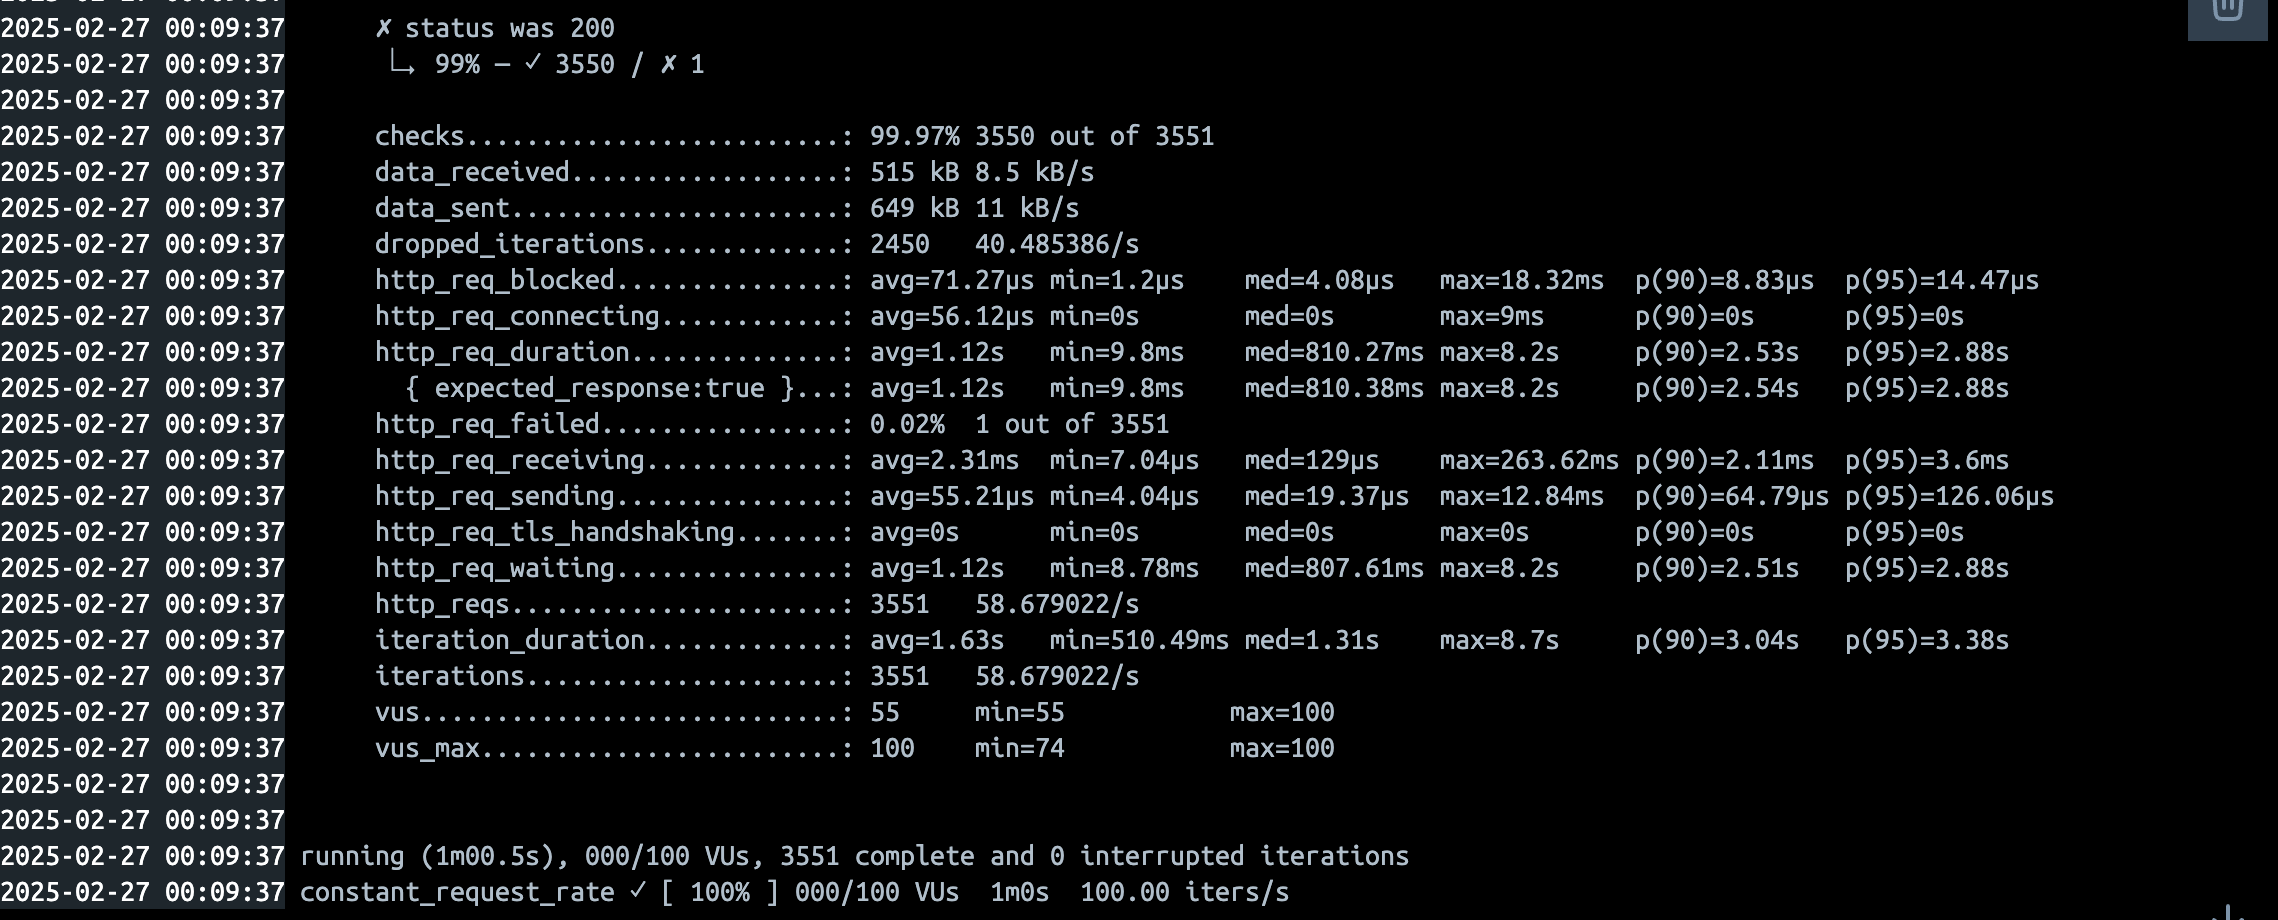 2025-02-27 00:09:37 ✗ status was 200
2025-02-27 00:09:37 ↳ 99% — ✓ 3550 / ✗ 1
2025-02-27 00:09:37
2025-02-27 00:09:37 checks.........................: 99.97% 3550 out of 3551
2025-02-27 00:09:37 data_received..................: 515 kB 8.5 kB/s
2025-02-27 00:09:37 data_sent......................: 649 kB 11 kB/s
2025-02-27 00:09:37 dropped_iterations.............: 2450 40.485386/s
2025-02-27 00:09:37 http_req_blocked...............: avg=71.27µs min=1.2µs med=4.08µs max=18.32ms p(90)=8.83µs p(95)=14.47µs
2025-02-27 00:09:37 http_req_connecting............: avg=56.12µs min=0s med=0s max=9ms p(90)=0s p(95)=0s
2025-02-27 00:09:37 http_req_duration..............: avg=1.12s min=9.8ms med=810.27ms max=8.2s p(90)=2.53s p(95)=2.88s
2025-02-27 00:09:37 { expected_response:true }...: avg=1.12s min=9.8ms med=810.38ms max=8.2s p(90)=2.54s p(95)=2.88s
2025-02-27 00:09:37 http_req_failed................: 0.02% 1 out of 3551
2025-02-27 00:09:37 http_req_receiving.............: avg=2.31ms min=7.04µs med=129µs max=263.62ms p(90)=2.11ms p(95)=3.6ms
2025-02-27 00:09:37 http_req_sending...............: avg=55.21µs min=4.04µs med=19.37µs max=12.84ms p(90)=64.79µs p(95)=126.06µs
2025-02-27 00:09:37 http_req_tls_handshaking.......: avg=0s min=0s med=0s max=0s p(90)=0s p(95)=0s
2025-02-27 00:09:37 http_req_waiting...............: avg=1.12s min=8.78ms med=807.61ms max=8.2s p(90)=2.51s p(95)=2.88s
2025-02-27 00:09:37 http_reqs......................: 3551 58.679022/s
2025-02-27 00:09:37 iteration_duration.............: avg=1.63s min=510.49ms med=1.31s max=8.7s p(90)=3.04s p(95)=3.38s
2025-02-27 00:09:37 iterations.....................: 3551 58.679022/s
2025-02-27 00:09:37 vus............................: 55 min=55 max=100
2025-02-27 00:09:37 vus_max........................: 100 min=74 max=100
2025-02-27 00:09:37
2025-02-27 00:09:37
2025-02-27 00:09:37 running (1m00.5s), 000/100 VUs, 3551 complete and 0 interrupted iterations
2025-02-27 00:09:37 constant_request_rate ✓ [ 100% ] 000/100 VUs 1m0s 100.00 iters/s